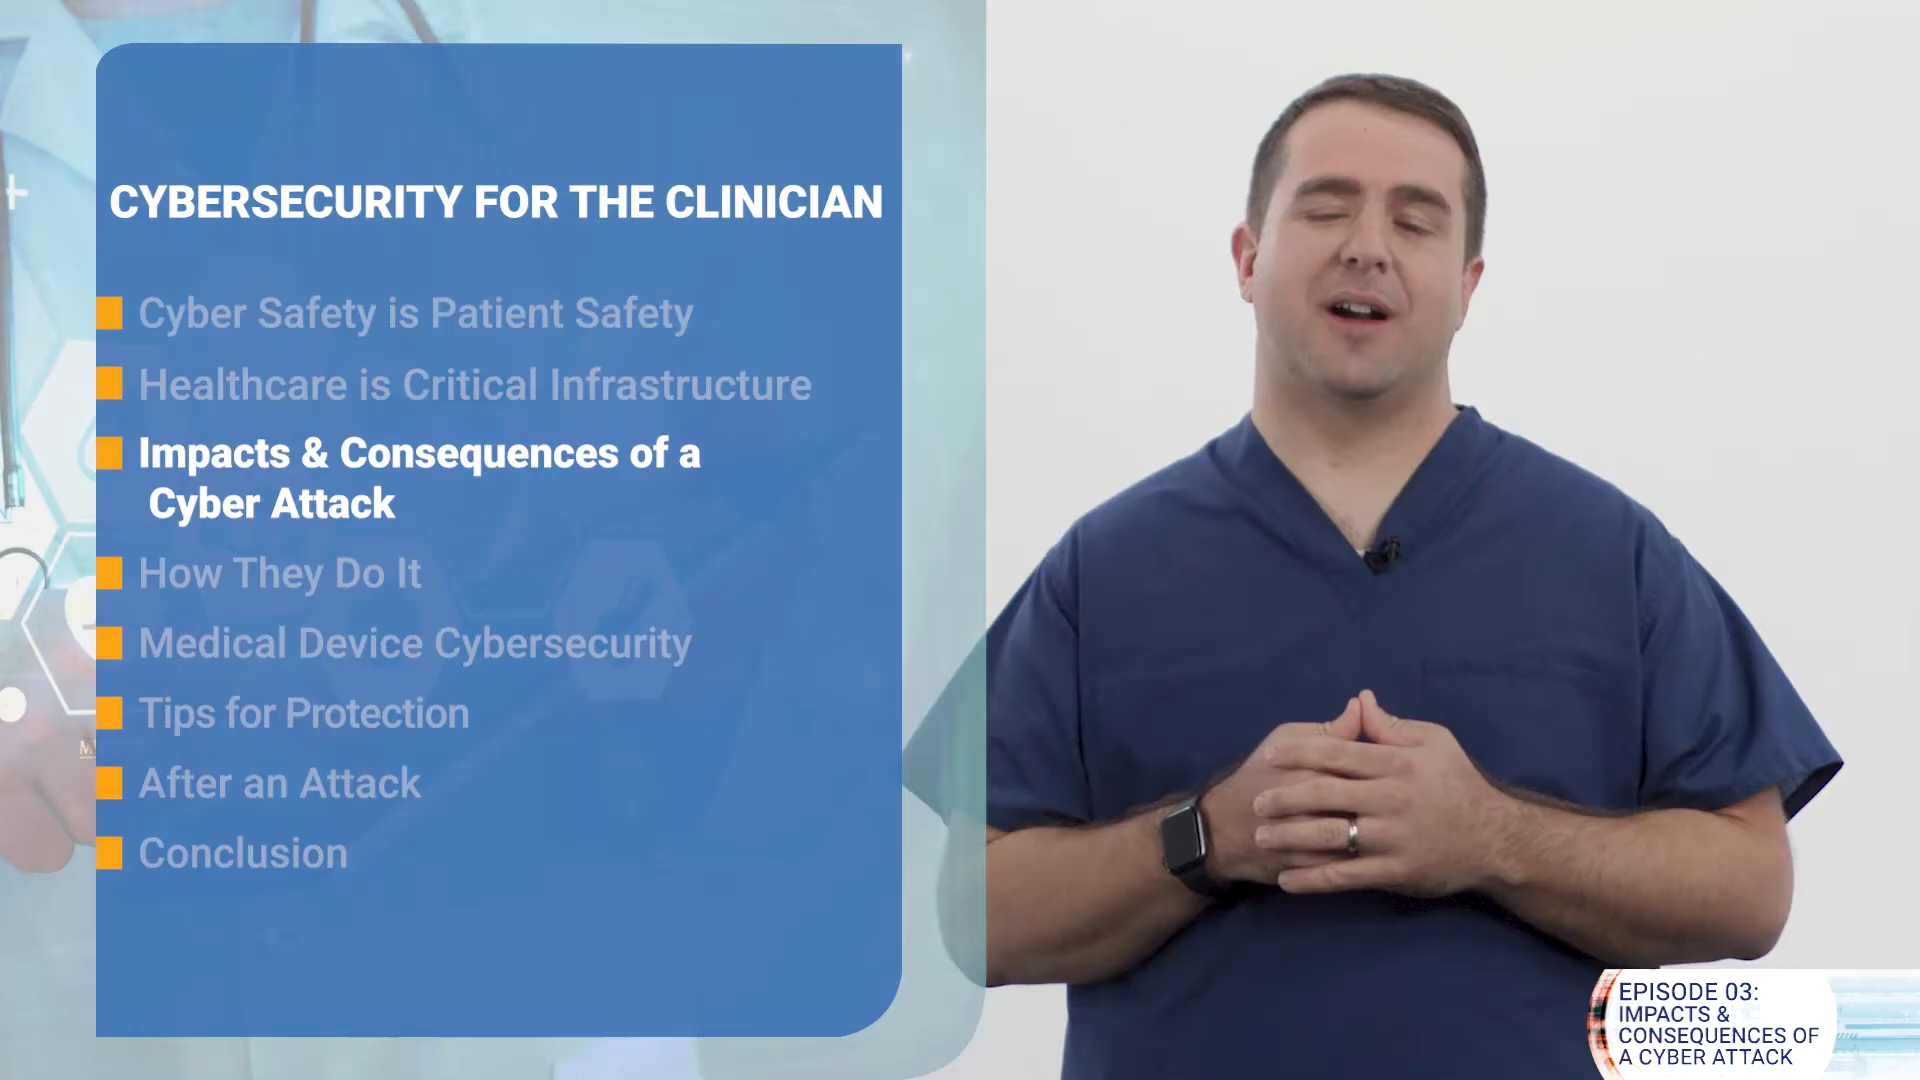 CYBERSECURITY FOR THE CLINICIAN
Cyber Safety is Patient Safety
Healthcare is Critical Infrastructure
Impacts & Consequences of a
Cyber Attack
How They Do It
Medical Device Cybersecurity
Tips for Protection
After an Attack
Conclusion
EPISODE 03:
IMPACTS &
CONSEQUENCES OF
A CYBER ATTACK